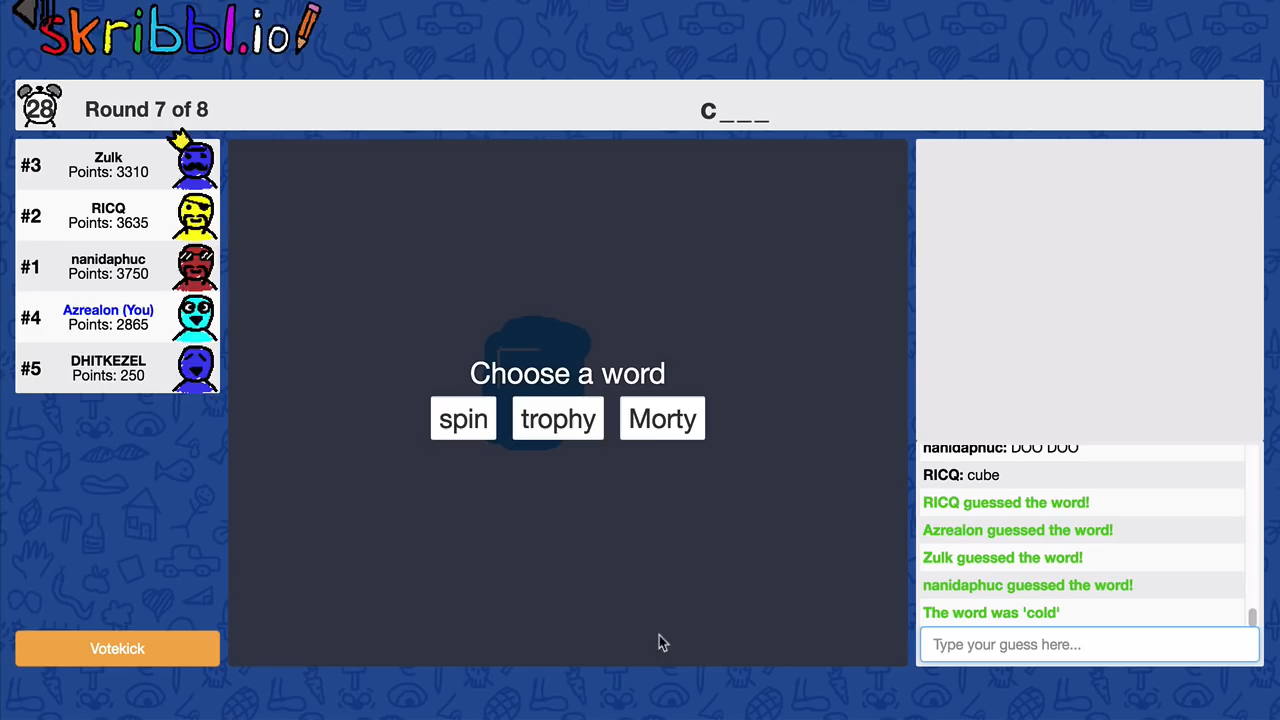 skribbl.io
28
Round 7 of 8
c___
#3
Zulk
Points: 3310
#2
RICQ
Points: 3635
#1
nanidaphuc
Points: 3750
#4
Azrealon (You)
Points: 2865
#5
DHITKEZEL
Points: 250
Votekick
Choose a word
spin trophy Morty
nanidaphuc: DOO DOO
RICQ: cube
RICQ guessed the word!
Azrealon guessed the word!
Zulk guessed the word!
nanidaphuc guessed the word!
The word was 'cold'
Type your guess here...